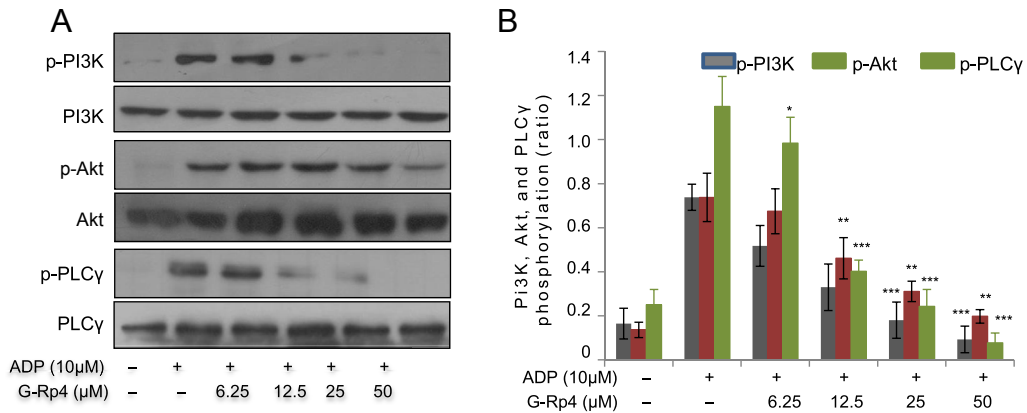 A
p-PI3K
PI3K
p-Akt
Akt
p-PLCγ
PLCγ
ADP (10μM) – + + + + +
G-Rp4 (μM) – – 6.25 12.5 25 50
B
Pi3K, Akt, and PLCγ
phosphorylation (ratio)
p-PI3K p-Akt p-PLCγ
1.4
1.2
1.0
0.8
0.6
0.4
0.2
0
*
**
***
***
**
***
***
**
***
ADP (10μM) – + + + + +
G-Rp4 (μM) – – 6.25 12.5 25 50